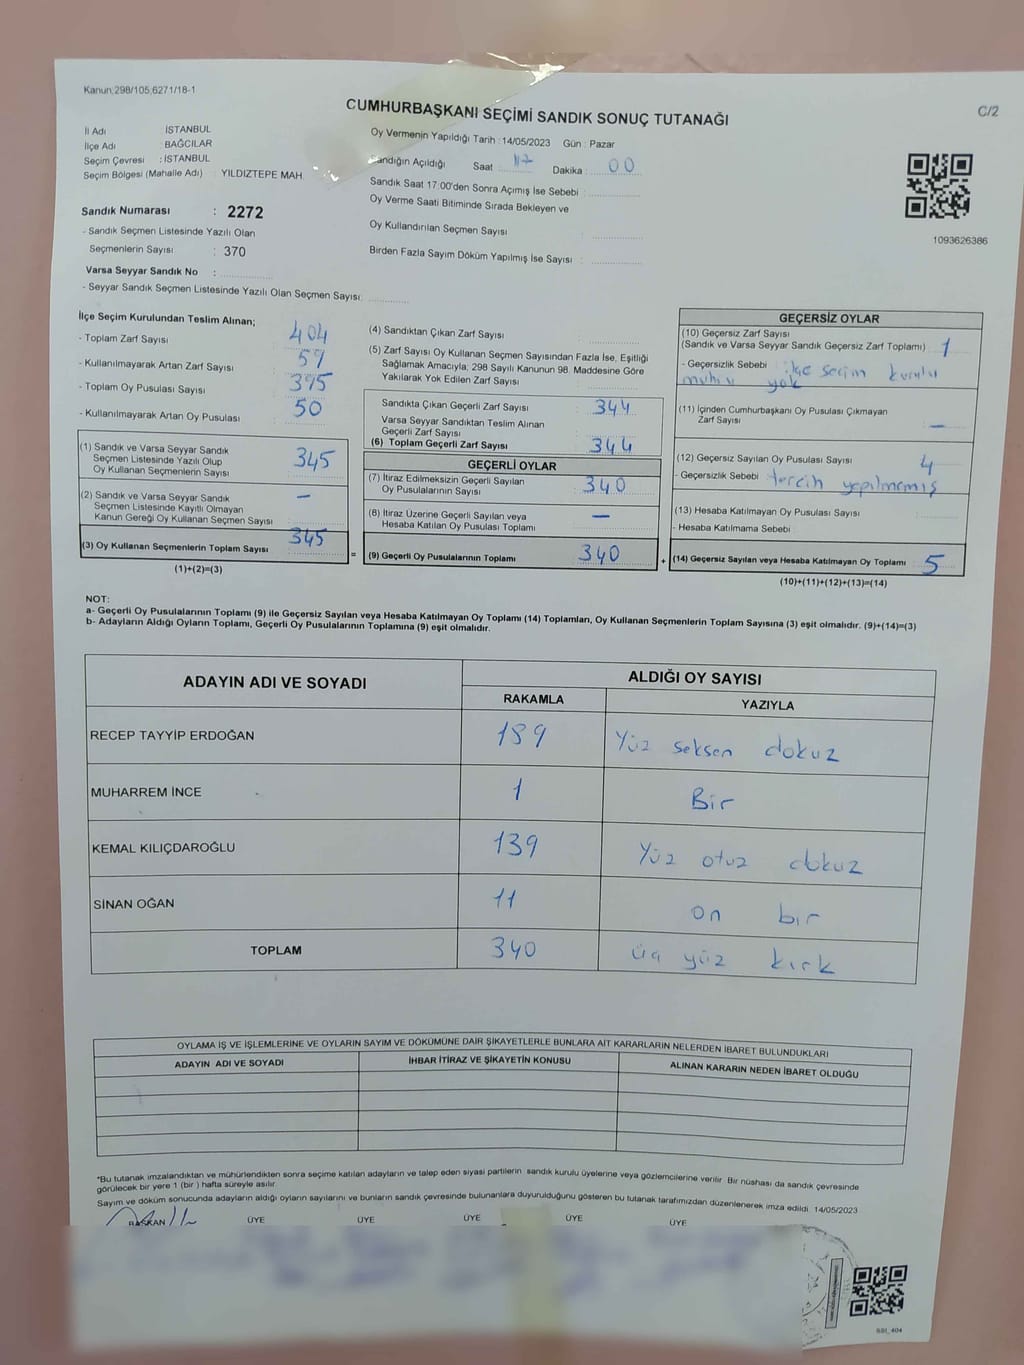 Kanun;298/105,6271/18-1
C/2
CUMHURBAŞKANI SEÇİMİ SANDIK SONUÇ TUTANAĞI
İl Adı İSTANBUL
İlçe Adı BAĞCILAR
Seçim Çevresi : İSTANBUL
Seçim Bölgesi (Mahalle Adı) YILDIZTEPE MAH.
Sandık Numarası : 2272
- Sandık Seçmen Listesinde Yazılı Olan
Seçmenlerin Sayısı : 370
Varsa Seyyar Sandık No :
- Seyyar Sandık Seçmen Listesinde Yazılı Olan Seçmen Sayısı:
Oy Vermenin Yapıldığı Tarih : 14/05/2023 Gün : Pazar
Sandığın Açıldığı Saat 17 Dakika : 00
Sandık Saat 17:00'den Sonra Açımış İse Sebebi :
Oy Verme Saati Bitiminde Sırada Bekleyen ve
Oy Kullandırılan Seçmen Sayısı :
Birden Fazla Sayım Döküm Yapılmış İse Sayısı :
1093626386
İlçe Seçim Kurulundan Teslim Alınan;
- Toplam Zarf Sayısı 404
- Kullanılmayarak Artan Zarf Sayısı 59
- Toplam Oy Pusulası Sayısı 395
- Kullanılmayarak Artan Oy Pusulası 50
(1) Sandık ve Varsa Seyyar Sandık
Seçmen Listesinde Yazılı Olup
Oy Kullanan Seçmenlerin Sayısı 345
(2) Sandık ve Varsa Seyyar Sandık
Seçmen Listesinde Kayıtlı Olmayan
Kanun Gereği Oy Kullanan Seçmen Sayısı : –
(3) Oy Kullanan Seçmenlerin Toplam Sayısı 345
(1)+(2)=(3)
(4) Sandıktan Çıkan Zarf Sayısı :
(5) Zarf Sayısı Oy Kullanan Seçmen Sayısından Fazla İse, Eşitliği
Sağlamak Amacıyla; 298 Sayılı Kanunun 98. Maddesine Göre
Yakılarak Yok Edilen Zarf Sayısı :
Sandıkta Çıkan Geçerli Zarf Sayısı : 344
Varsa Seyyar Sandıktan Teslim Alınan
Geçerli Zarf Sayısı :
(6) Toplam Geçerli Zarf Sayısı : 344
GEÇERLİ OYLAR
(7) İtiraz Edilmeksizin Geçerli Sayılan
Oy Pusulalarının Sayısı : 340
(8) İtiraz Üzerine Geçerli Sayılan veya
Hesaba Katılan Oy Pusulası Toplamı : –
= (9) Geçerli Oy Pusulalarının Toplamı : 340 +
GEÇERSİZ OYLAR
(10) Geçersiz Zarf Sayısı
(Sandık ve Varsa Seyyar Sandık Geçersiz Zarf Toplamı) : 1
- Geçersizlik Sebebi : ilçe seçim kurulu
mührü yok
(11) İçinden Cumhurbaşkanı Oy Pusulası Çıkmayan
Zarf Sayısı : –
(12) Geçersiz Sayılan Oy Pusulası Sayısı : 4
- Geçersizlik Sebebi : tercih yapılmamış
(13) Hesaba Katılmayan Oy Pusulası Sayısı :
- Hesaba Katılmama Sebebi :
(14) Geçersiz Sayılan veya Hesaba Katılmayan Oy Toplamı : 5
(10)+(11)+(12)+(13)=(14)
NOT:
a- Geçerli Oy Pusulalarının Toplamı (9) ile Geçersiz Sayılan veya Hesaba Katılmayan Oy Toplamı (14) Toplamları, Oy Kullanan Seçmenlerin Toplam Sayısına (3) eşit olmalıdır. (9)+(14)=(3)
b- Adayların Aldığı Oyların Toplamı, Geçerli Oy Pusulalarının Toplamına (9) eşit olmalıdır.
ADAYIN ADI VE SOYADI ALDIĞI OY SAYISI
RAKAMLA YAZIYLA
RECEP TAYYİP ERDOĞAN 189 Yüz seksen dokuz
MUHARREM İNCE 1 Bir
KEMAL KILIÇDAROĞLU 139 Yüz otuz dokuz
SİNAN OĞAN 11 on bir
TOPLAM 340 üç yüz kırk
OYLAMA İŞ VE İŞLEMLERİNE VE OYLARIN SAYIM VE DÖKÜMÜNE DAİR ŞİKAYETLERLE BUNLARA AİT KARARLARIN NELERDEN İBARET BULUNDUKLARI
ADAYIN ADI VE SOYADI İHBAR İTİRAZ VE ŞİKAYETİN KONUSU ALINAN KARARIN NEDEN İBARET OLDUĞU
*Bu tutanak imzalandıktan ve mühürlendikten sonra seçime katılan adayların ve talep eden siyasi partilerin sandık kurulu üyelerine veya gözlemcilerine verilir. Bir nüshası da sandık çevresinde
görülecek bir yere 1 (bir ) hafta süreyle asılır.
Sayım ve döküm sonucunda adayların aldığı oyların sayılarını ve bunların sandık çevresinde bulunanlara duyurulduğunu gösteren bu tutanak tarafımızdan düzenlenerek imza edildi. 14/05/2023
BAŞKAN ÜYE ÜYE ÜYE ÜYE ÜYE
SSI_404